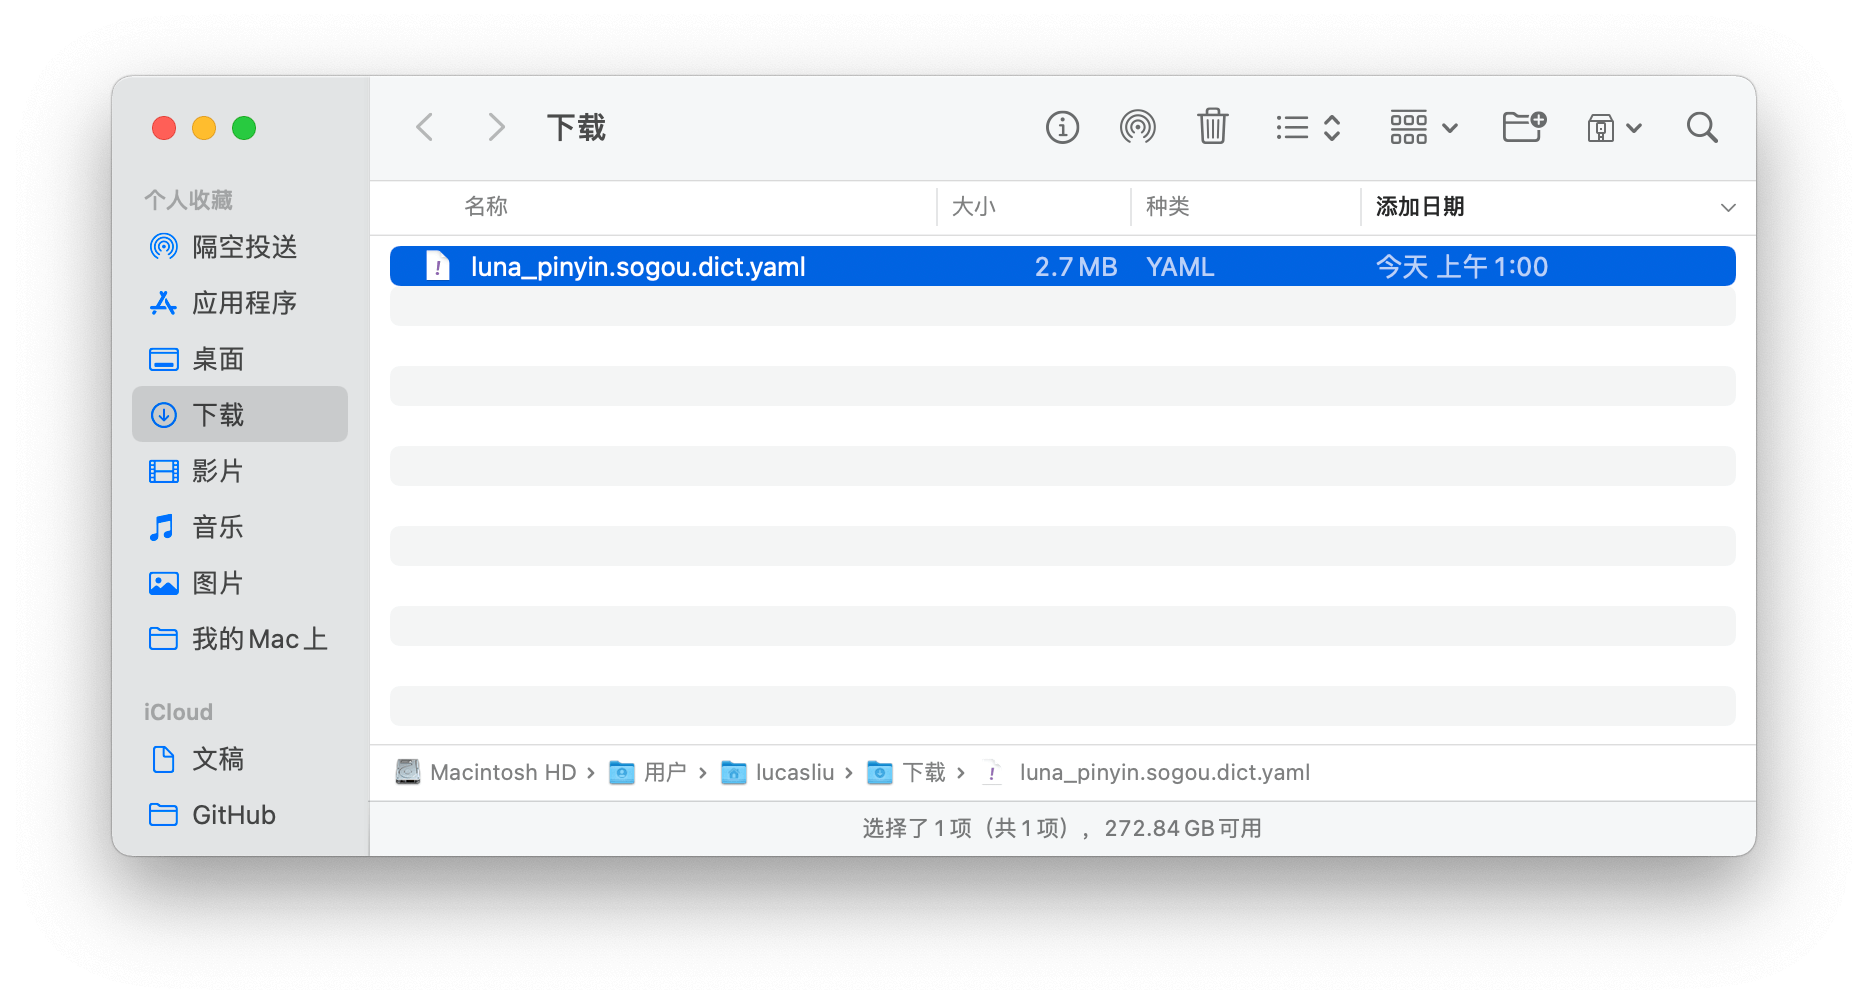 下载
个人收藏
隔空投送
应用程序
桌面
下载
影片
音乐
图片
我的Mac上
iCloud
文稿
GitHub
名称 大小 种类 添加日期
luna_pinyin.sogou.dict.yaml 2.7 MB YAML 今天 上午1:00
Macintosh HD › 用户 › lucasliu › 下载 › luna_pinyin.sogou.dict.yaml
选择了1项（共1项），272.84 GB可用